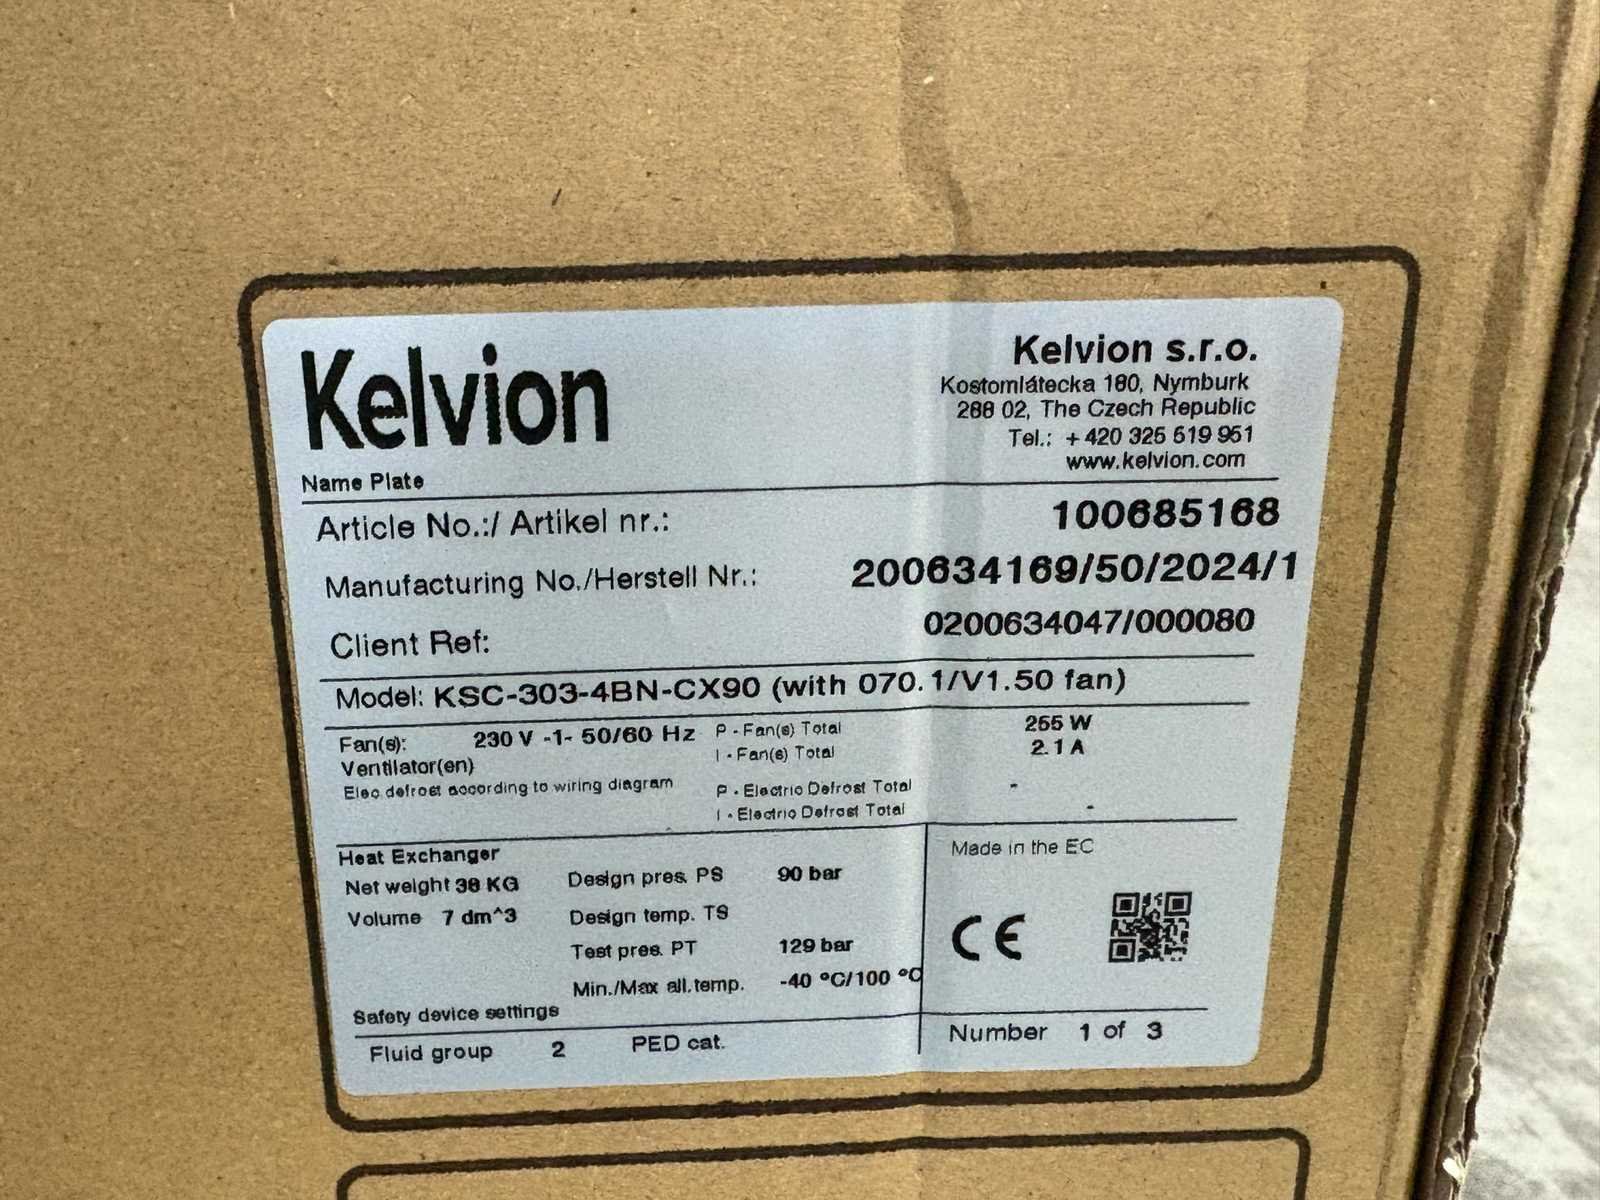 Kelvion
Kelvion s.r.o.
Kostomlátecka 180, Nymburk
288 02, The Czech Republic
Tel.: +420 325 519 951
www.kelvion.com
Name Plate
Article No.:/ Artikel nr.: 100685168
Manufacturing No./Herstell Nr.: 200634169/50/2024/1
Client Ref: 0200634047/000080
Model: KSC-303-4BN-CX90 (with 070.1/V1.50 fan)
Fan(s): 230 V -1- 50/60 Hz P - Fan(s) Total 255 W
Ventilator(en) I - Fan(s) Total 2.1 A
Elec.defrost according to wiring diagram P - Electric Defrost Total -
I - Electric Defrost Total -
Heat Exchanger
Net weight 38 KG Design pres. PS 90 bar
Volume 7 dm^3 Design temp. TS
Test pres. PT 129 bar
Min./Max all.temp. -40 °C/100 °C
Safety device settings
Fluid group 2 PED cat.
Made in the EC
CE
Number 1 of 3